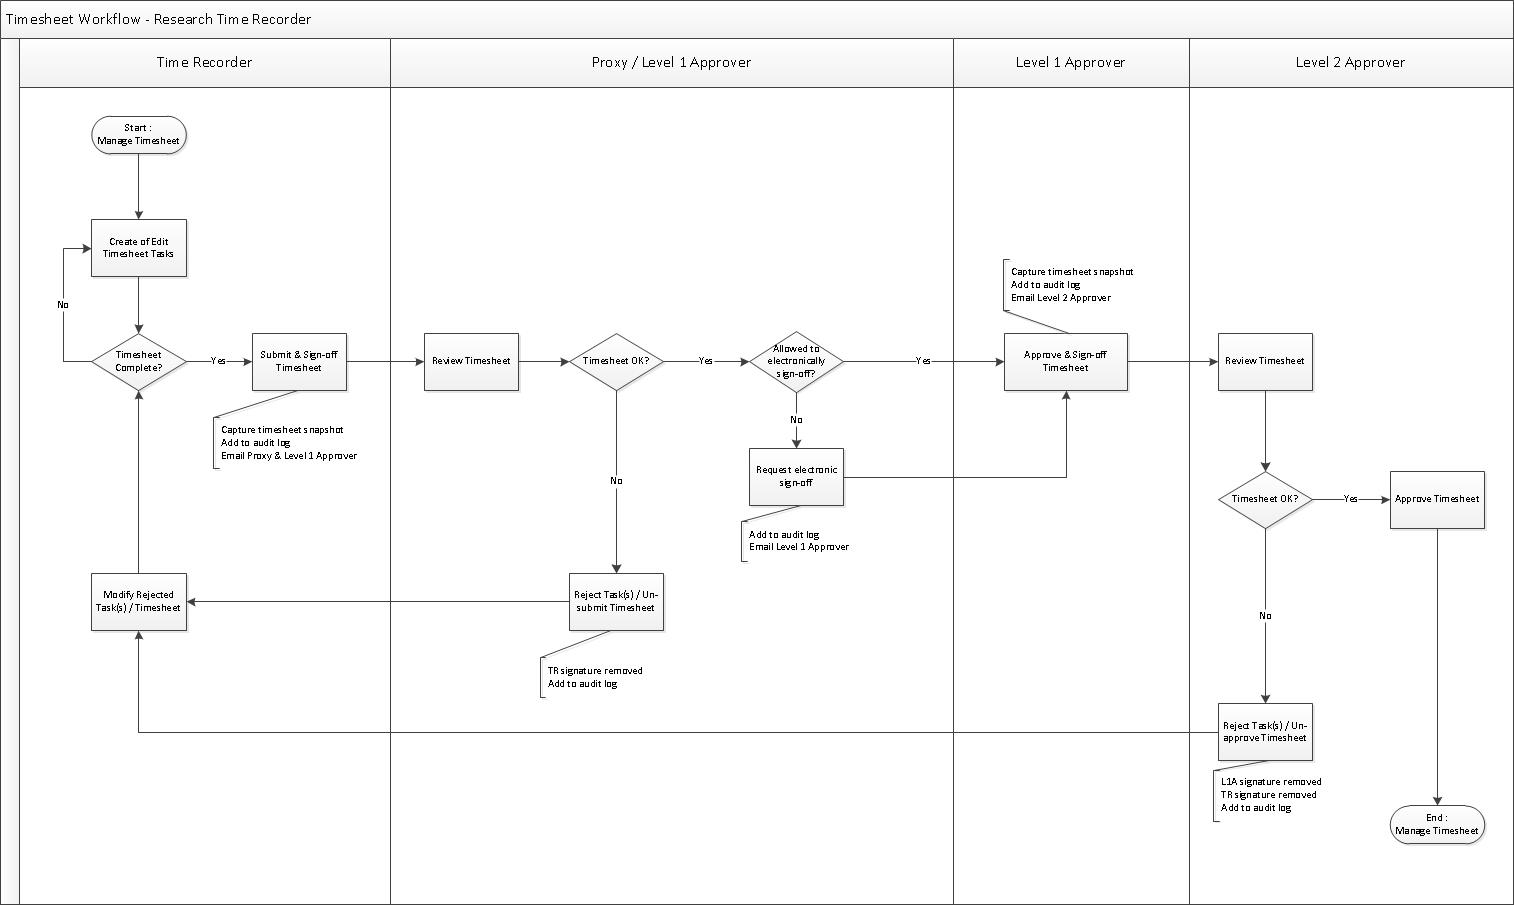 Timesheet Workflow - Research Time Recorder
Time Recorder
Proxy / Level 1 Approver
Level 1 Approver
Level 2 Approver
Start :
Manage Timesheet
Create of Edit
Timesheet Tasks
No
Timesheet
Complete?
Yes
Submit & Sign-off
Timesheet
Capture timesheet snapshot
Add to audit log
Email Proxy & Level 1 Approver
Modify Rejected
Task(s) / Timesheet
Review Timesheet
Timesheet OK?
Yes
No
Allowed to
electronically
sign-off?
Yes
No
Request electronic
sign-off
Add to audit log
Email Level 1 Approver
Reject Task(s) / Un-
submit Timesheet
TR signature removed
Add to audit log
Capture timesheet snapshot
Add to audit log
Email Level 2 Approver
Approve & Sign-off
Timesheet
Review Timesheet
Timesheet OK?
Yes
Approve Timesheet
No
Reject Task(s) / Un-
approve Timesheet
L1A signature removed
TR signature removed
Add to audit log
End :
Manage Timesheet